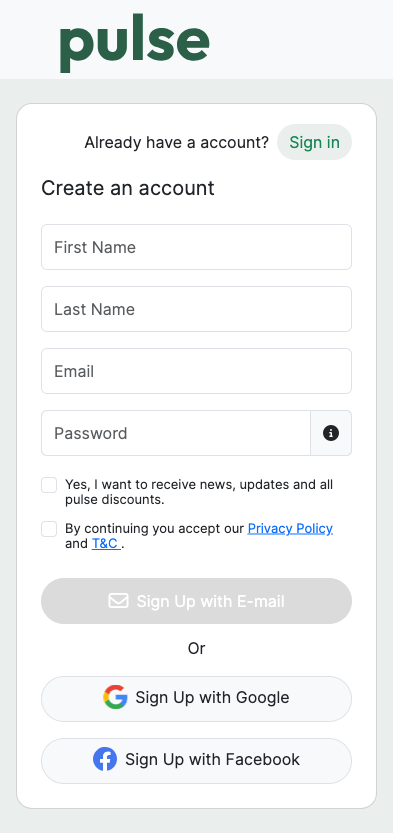 pulse
Already have a account? Sign in
Create an account
First Name
Last Name
Email
Password
Yes, I want to receive news, updates and all
pulse discounts.
By continuing you accept our Privacy Policy
and T&C .
Sign Up with E-mail
Or
Sign Up with Google
Sign Up with Facebook